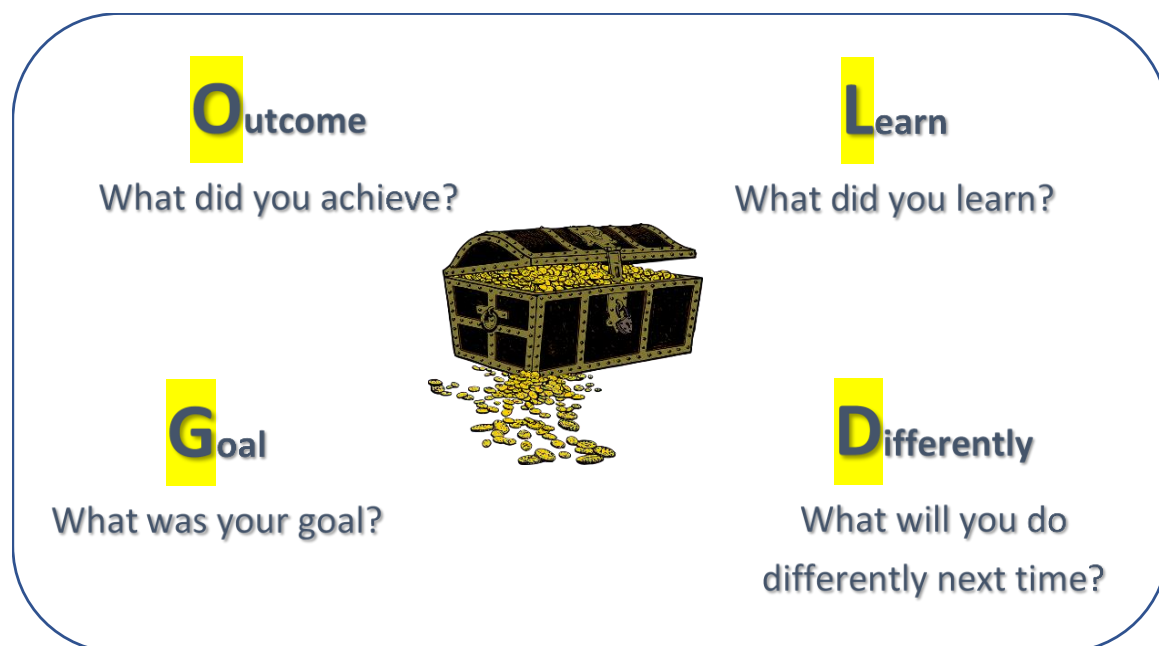 Outcome
What did you achieve?
Learn
What did you learn?
Goal
What was your goal?
Differently
What will you do
differently next time?